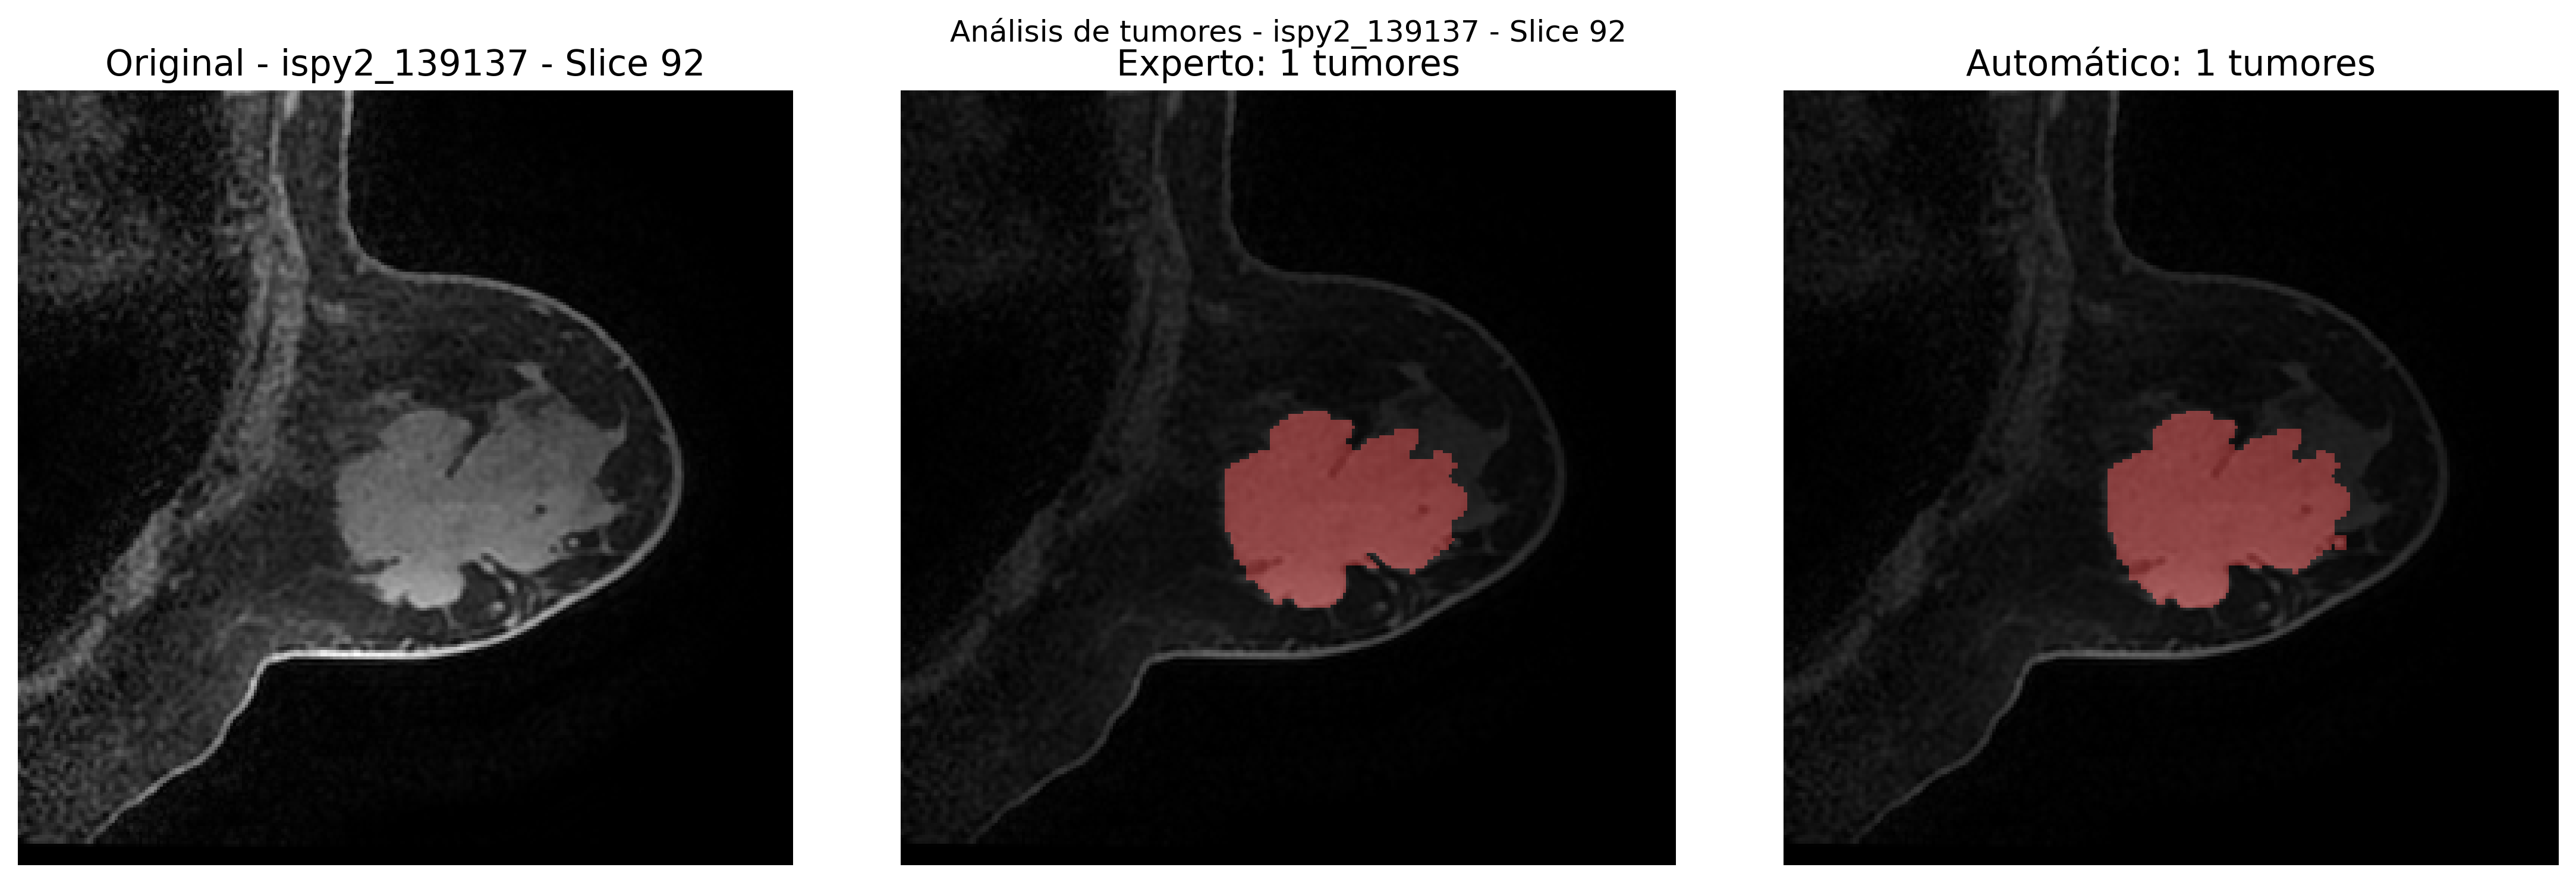 Análisis de tumores - ispy2_139137 - Slice 92
Original - ispy2_139137 - Slice 92
Experto: 1 tumores
Automático: 1 tumores